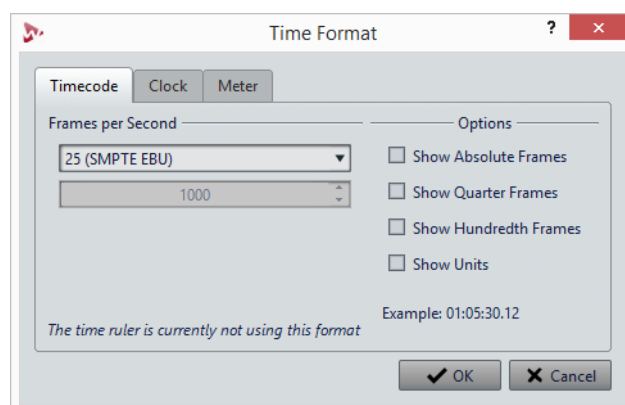 Time Format
?
Timecode Clock Meter
Frames per Second
Options
25 (SMPTE EBU)
Show Absolute Frames
1000
Show Quarter Frames
Show Hundredth Frames
Show Units
Example: 01:05:30.12
The time ruler is currently not using this format
OK Cancel